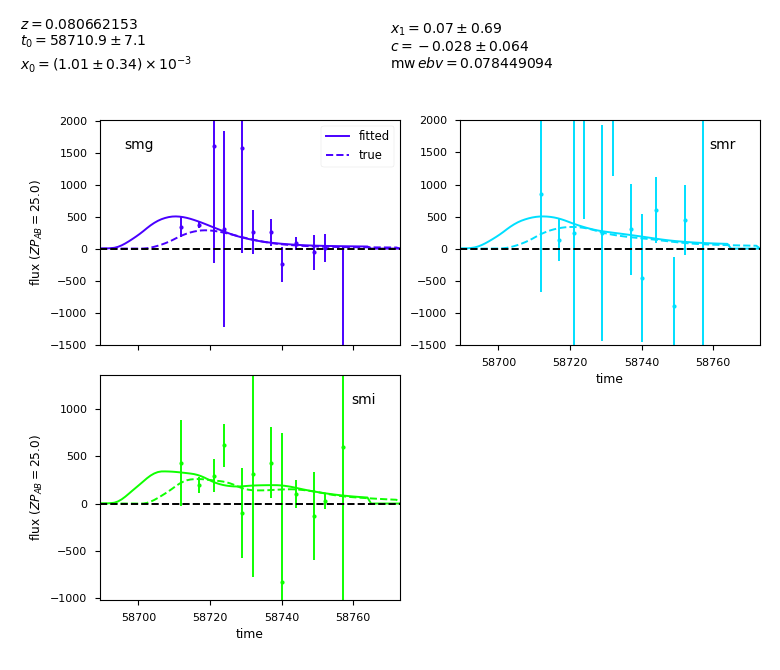 z = 0.080662153
t₀ = 58710.9 ± 7.1
x₀ = (1.01 ± 0.34) × 10⁻³
x₁ = 0.07 ± 0.69
c = −0.028 ± 0.064
mw ebv = 0.078449094
smg
fitted
true
2000
1500
1000
500
0
−500
−1000
−1500
flux (ZP_AB = 25.0)
smr
2000
1500
1000
500
0
−500
−1000
−1500
58700 58720 58740 58760
time
smi
1000
500
0
−500
−1000
flux (ZP_AB = 25.0)
58700 58720 58740 58760
time